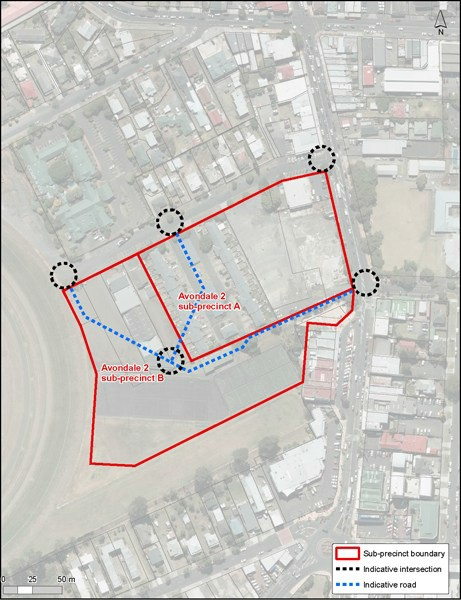 N
Avondale 2
sub-precinct A
Avondale 2
sub-precinct B
Sub-precinct boundary
Indicative intersection
Indicative road
0 25 50 m